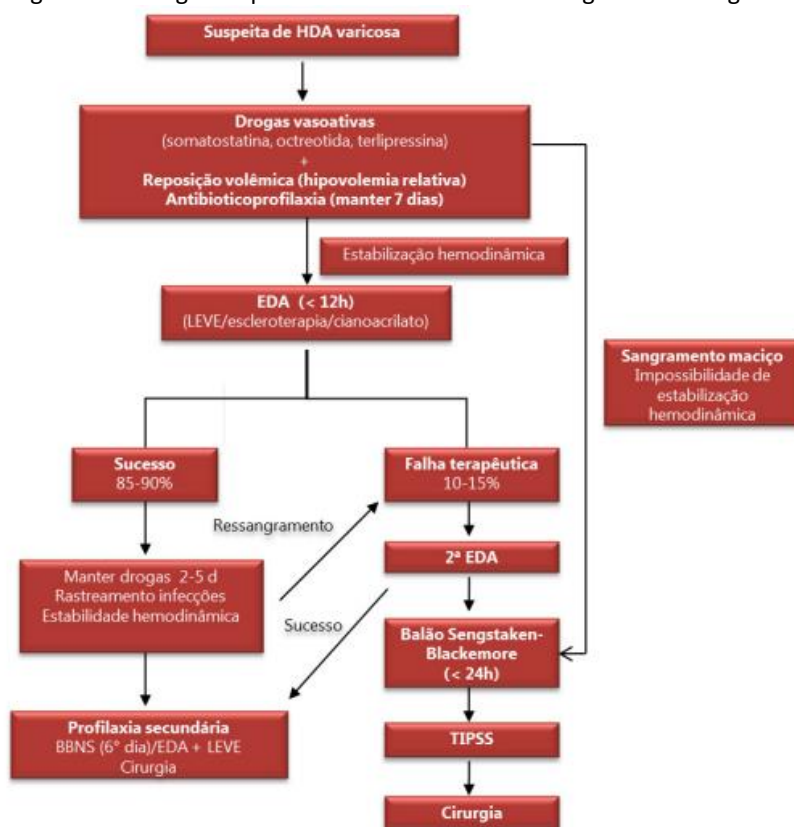 Suspeita de HDA varicosa
Drogas vasoativas
(somatostatina, octreotida, terlipressina)
+
Reposição volêmica (hipovolemia relativa)
Antibioticoprofilaxia (manter 7 dias)
Estabilização hemodinâmica
EDA (< 12h)
(LEVE/escleroterapia/cianoacrilato)
Sangramento maciço
Impossibilidade de
estabilização
hemodinâmica
Sucesso
85-90%
Falha terapêutica
10-15%
Ressangramento
2ª EDA
Manter drogas 2-5 d
Rastreamento infecções
Estabilidade hemodinâmica
Sucesso
Balão Sengstaken-
Blackemore
(< 24h)
Profilaxia secundária
BBNS (6° dia)/EDA + LEVE
Cirurgia
TIPSS
Cirurgia